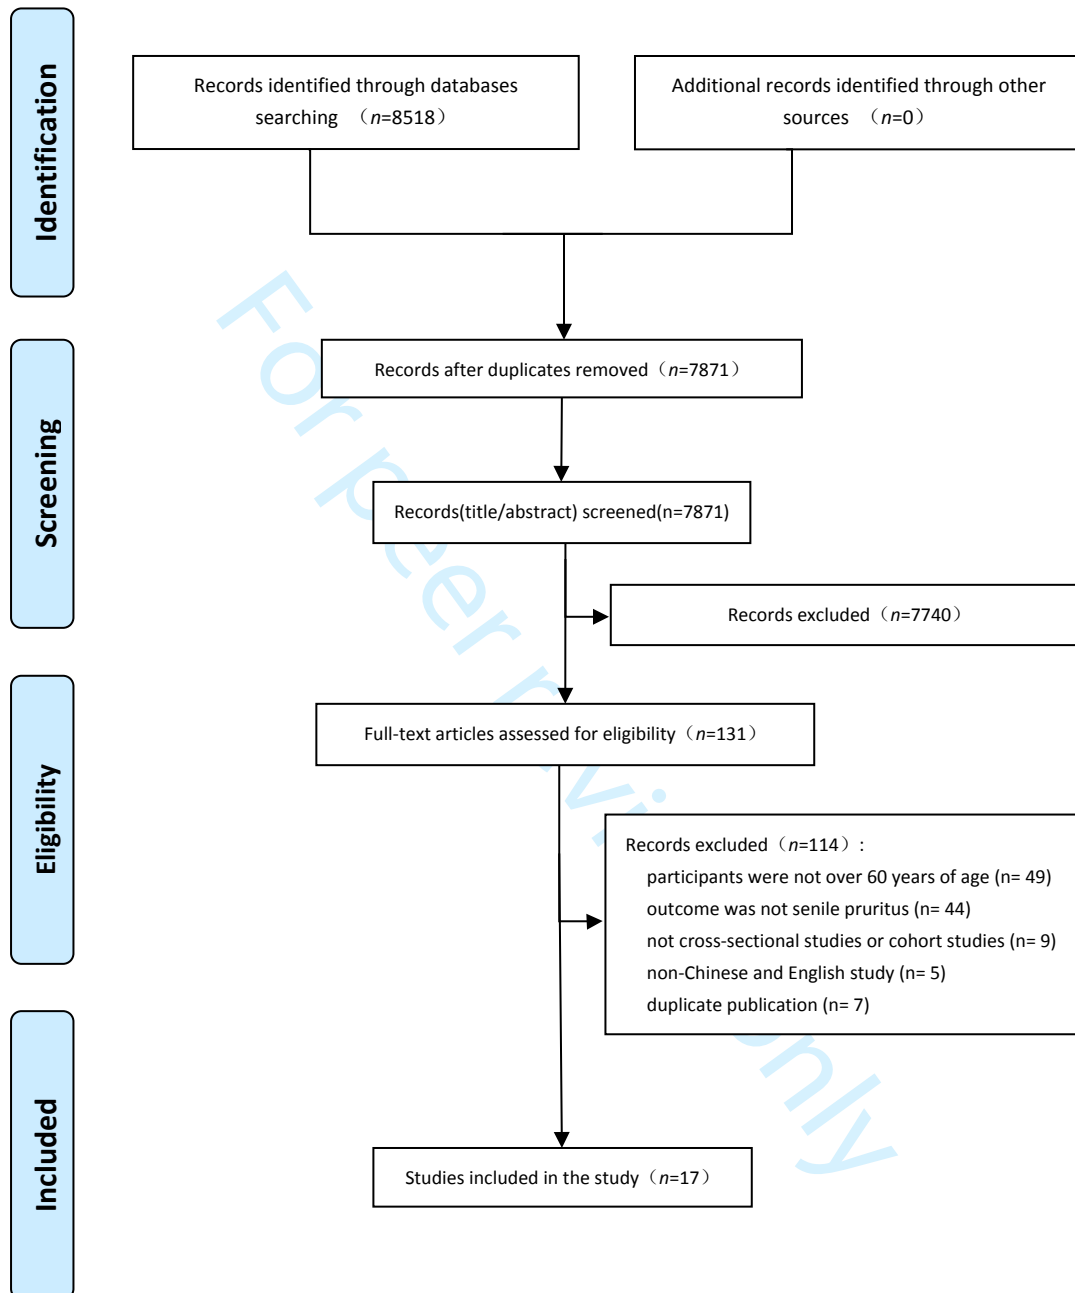 Identification
Records identified through databases
searching （n=8518）
Additional records identified through other
sources （n=0）
Screening
Records after duplicates removed（n=7871）
Records(title/abstract) screened(n=7871)
Records excluded（n=7740）
Eligibility
Full-text articles assessed for eligibility（n=131）
Records excluded（n=114）:
participants were not over 60 years of age (n= 49)
outcome was not senile pruritus (n= 44)
not cross-sectional studies or cohort studies (n= 9)
non-Chinese and English study (n= 5)
duplicate publication (n= 7)
Included
Studies included in the study（n=17）
For peer
only